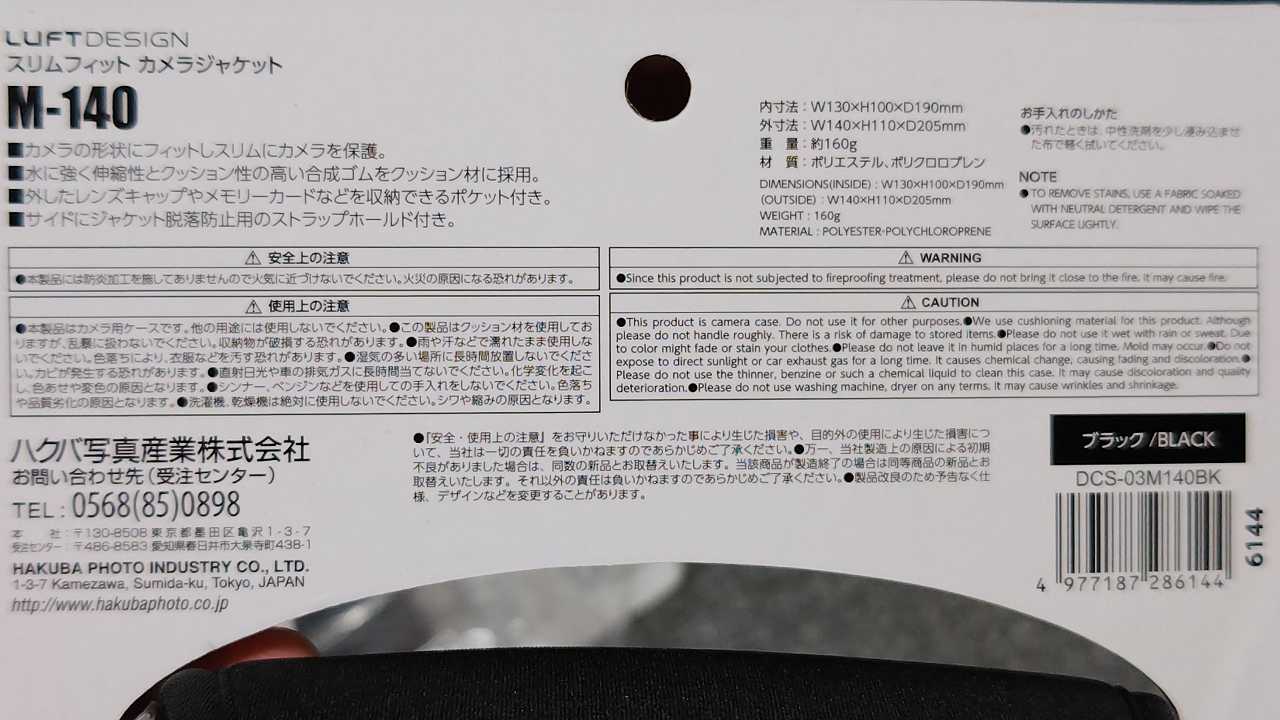 LUFTDESIGN
スリムフィット カメラジャケット
M-140
■カメラの形状にフィットしスリムにカメラを保護。
■水に強く伸縮性とクッション性の高い合成ゴムをクッション材に採用。
■外したレンズキャップやメモリーカードなどを収納できるポケット付き。
■サイドにジャケット脱落防止用のストラップホールド付き。
内寸法：W130×H100×D190mm
外寸法：W140×H110×D205mm
重 量：約160g
材 質：ポリエステル、ポリクロロプレン
DIMENSIONS(INSIDE) : W130×H100×D190mm
(OUTSIDE) : W140×H110×D205mm
WEIGHT : 160g
MATERIAL : POLYESTER・POLYCHLOROPRENE
お手入れのしかた
●汚れたときは、中性洗剤を少し浸み込ませ
た布で軽く拭いてください。
NOTE
●TO REMOVE STAINS, USE A FABRIC SOAKED
WITH NEUTRAL DETERGENT AND WIPE THE
SURFACE LIGHTLY.
⚠ 安全上の注意
●本製品には防炎加工を施してありませんので火気に近づけないでください。火災の原因になる恐れがあります。
⚠ 使用上の注意
●本製品はカメラ用ケースです。他の用途には使用しないでください。●この製品はクッション材を使用してお
りますが、乱暴に扱わないでください。収納物が破損する恐れがあります。●雨や汗などで濡れたまま使用しな
いでください。色落ちにより、衣服などを汚す恐れがあります。●湿気の多い場所に長時間放置しないでくださ
い。カビが発生する恐れがあります。●直射日光や車の排気ガスに長時間当てないでください。化学変化を起こ
し、色あせや変色の原因となります。●シンナー、ベンジンなどを使用しての手入れをしないでください。色落ち
や品質劣化の原因となります。●洗濯機、乾燥機は絶対に使用しないでください。シワや縮みの原因となります。
⚠ WARNING
●Since this product is not subjected to fireproofing treatment, please do not bring it close to the fire. it may cause fire.
⚠ CAUTION
●This product is camera case. Do not use it for other purposes.●We use cushioning material for this product. Although
please do not handle roughly. There is a risk of damage to stored items.●Please do not use it wet with rain or sweat. Due
to color might fade or stain your clothes.●Please do not leave it in humid places for a long time. Mold may occur.●Do not
expose to direct sunlight or car exhaust gas for a long time. It causes chemical change, causing fading and discoloration.●
Please do not use the thinner, benzine or such a chemical liquid to clean this case. It may cause discoloration and quality
deterioration.●Please do not use washing machine, dryer on any terms. It may cause wrinkles and shrinkage.
ハクバ写真産業株式会社
お問い合わせ先（受注センター）
TEL：0568(85)0898
本 社：〒130-8508 東京都墨田区亀沢1-3-7
受注センター：〒486-8583 愛知県春日井市大泉寺町438-1
HAKUBA PHOTO INDUSTRY CO., LTD.
1-3-7 Kamezawa, Sumida-ku, Tokyo, JAPAN
http://www.hakubaphoto.co.jp
●『安全・使用上の注意』をお守りいただけなかった事により生じた損害や、目的外の使用により生じた損害につ
いて、当社は一切の責任を負いかねますのであらかじめご了承ください。●万一、当社製造上の原因による初期
不良がありました場合は、同数の新品とお取替えいたします。当該商品が製造終了の場合は同等商品の新品とお
取替えいたします。それ以外の責任は負いかねますのであらかじめご了承ください。●製品改良のため予告なく仕
様、デザインなどを変更することがあります。
ブラック/BLACK
DCS-03M140BK
4 977187 286144
6144